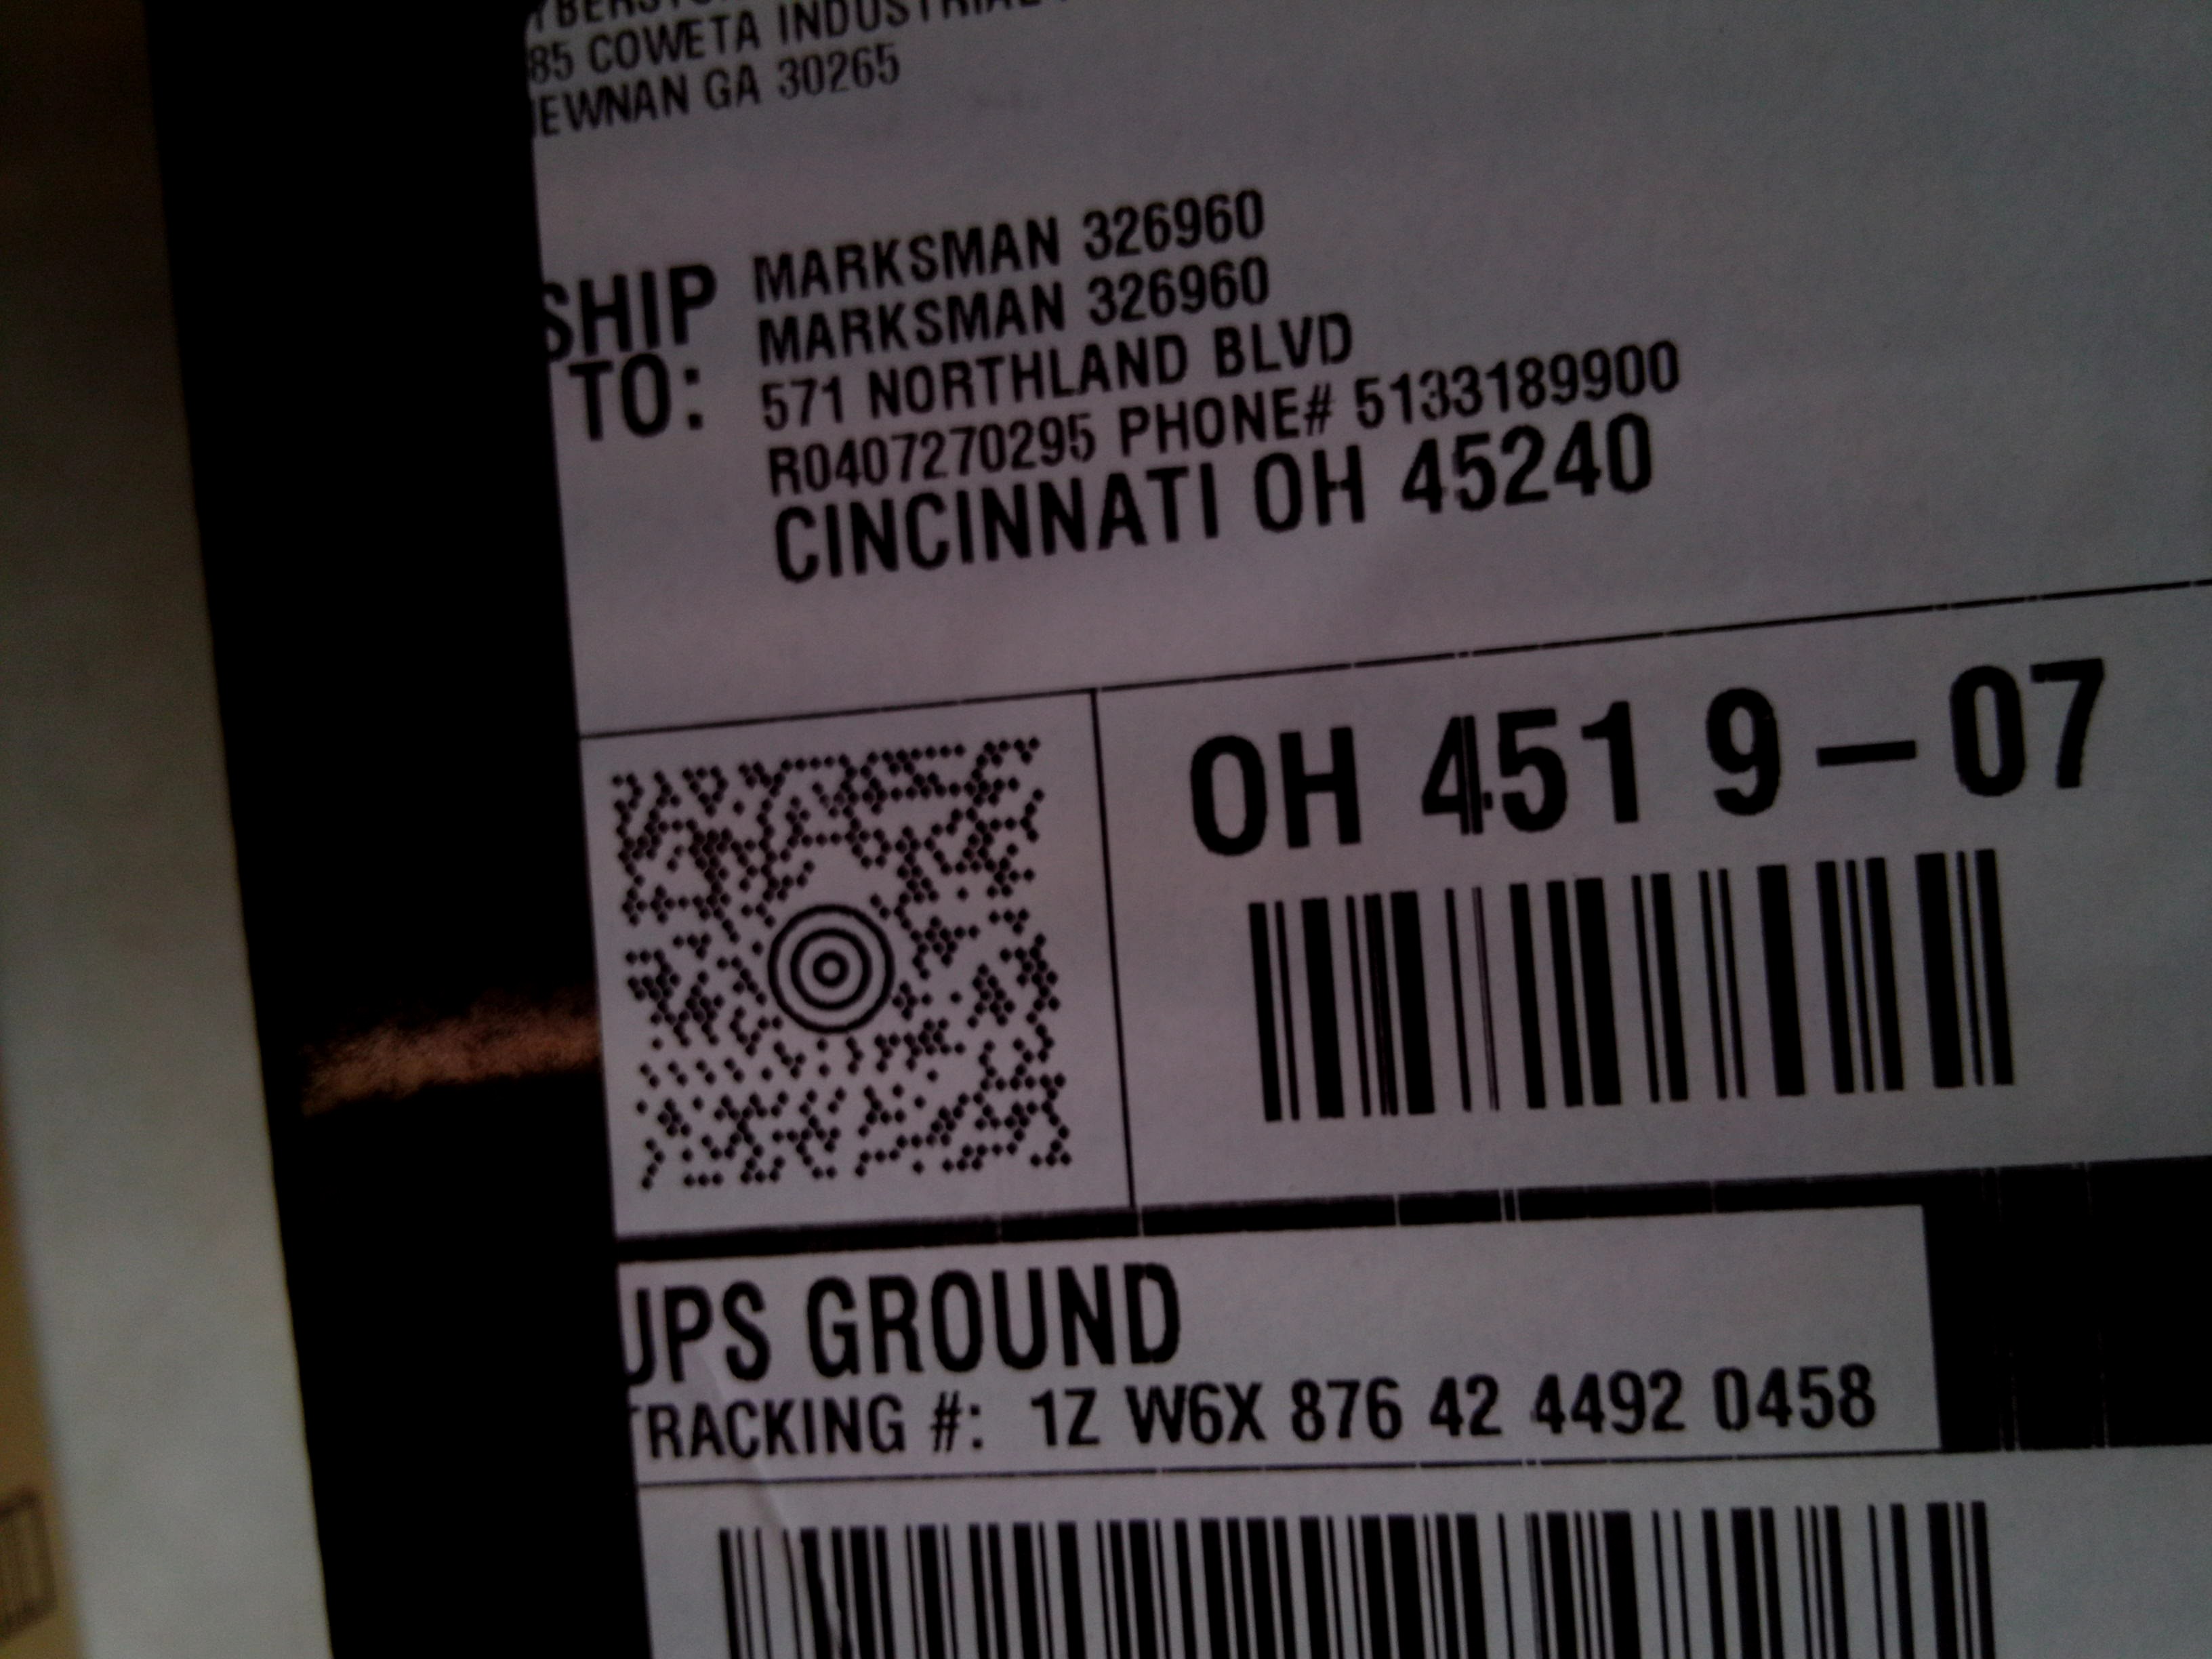 85 COWETA INDUSTRIAL
EWNAN GA 30265
SHIP TO:
MARKSMAN 326960
MARKSMAN 326960
571 NORTHLAND BLVD
R0407270295 PHONE# 5133189900
CINCINNATI OH 45240
OH 451 9-07
UPS GROUND
TRACKING #: 1Z W6X 876 42 4492 0458